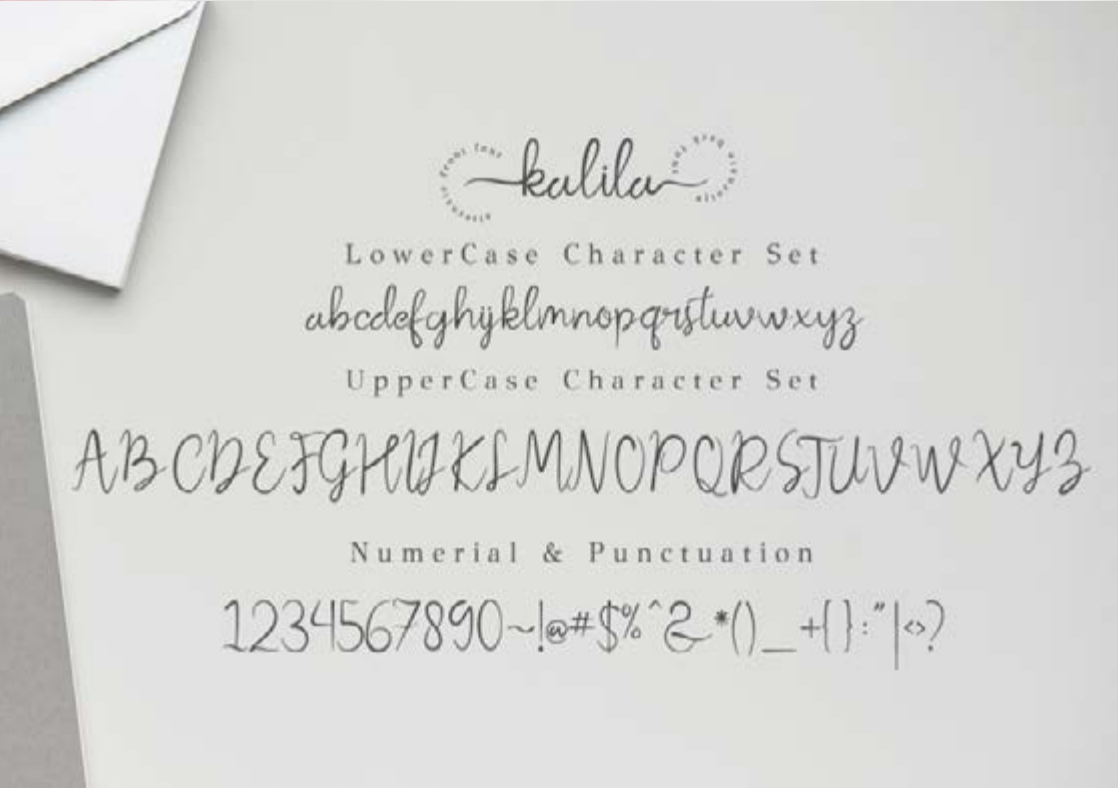 kalila
LowerCase Character Set
abcdefghijklmnopqrstuvwxyz
UpperCase Character Set
ABCDEFGHIJKLMNOPQRSTUVWXYZ
Numerial & Punctuation
1234567890~!@#$%^&*()_+{}:"|<>?